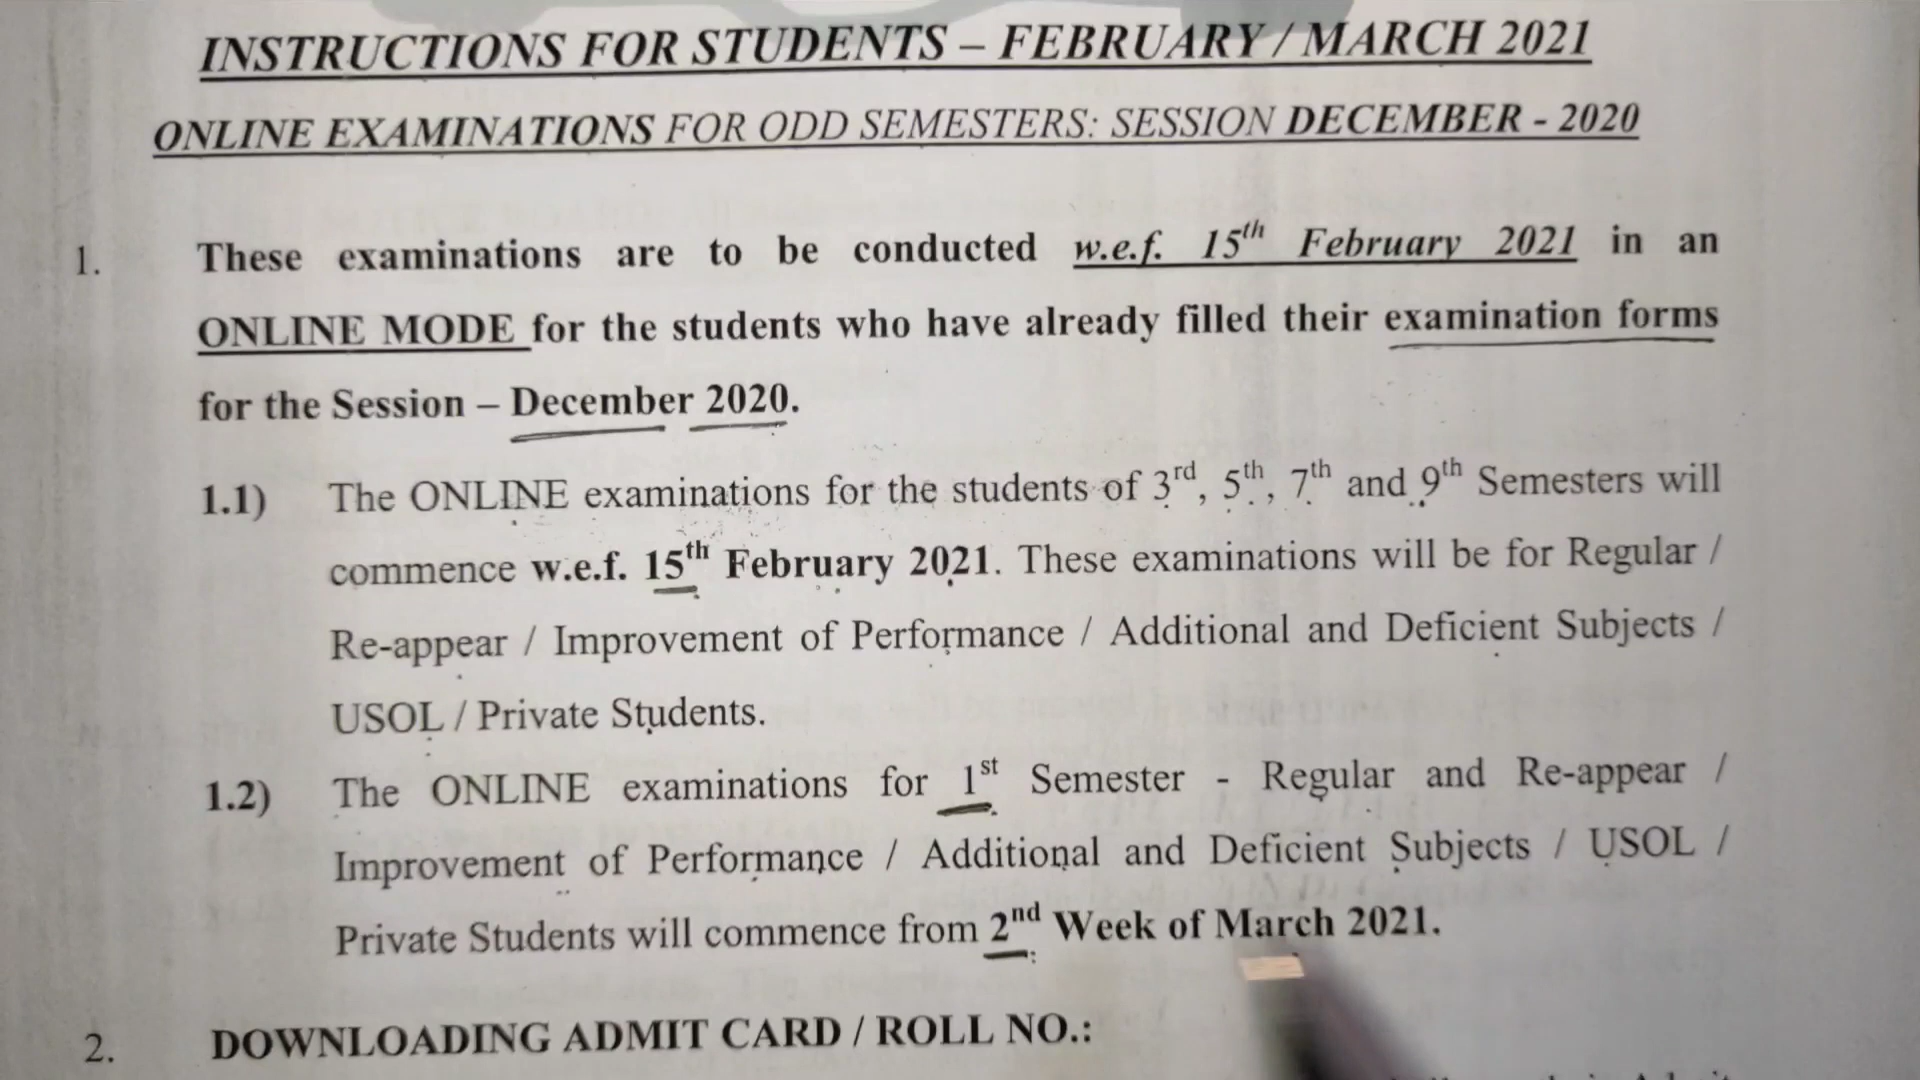 INSTRUCTIONS FOR STUDENTS – FEBRUARY / MARCH 2021
ONLINE EXAMINATIONS FOR ODD SEMESTERS: SESSION DECEMBER - 2020
1. These examinations are to be conducted w.e.f. 15th February 2021 in an
ONLINE MODE for the students who have already filled their examination forms
for the Session – December 2020.
1.1) The ONLINE examinations for the students of 3rd, 5th, 7th and 9th Semesters will
commence w.e.f. 15th February 2021. These examinations will be for Regular /
Re-appear / Improvement of Performance / Additional and Deficient Subjects /
USOL / Private Students.
1.2) The ONLINE examinations for 1st Semester - Regular and Re-appear /
Improvement of Performance / Additional and Deficient Subjects / USOL /
Private Students will commence from 2nd Week of March 2021.
2. DOWNLOADING ADMIT CARD / ROLL NO.: